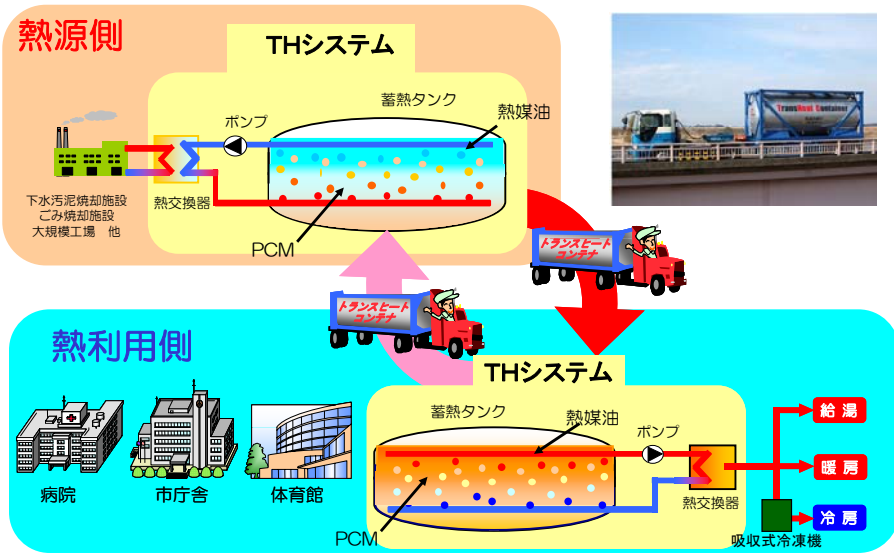 熱源側
THシステム
蓄熱タンク
ポンプ
熱媒油
下水汚泥焼却施設
ごみ焼却施設
大規模工場 他
熱交換器
PCM
TransHeat Container
トランスヒート
コンテナ
トランスヒート
コンテナ
熱利用側
THシステム
蓄熱タンク
熱媒油
ポンプ
熱交換器
PCM
病院
市庁舎
体育館
給湯
暖房
冷房
吸収式冷凍機